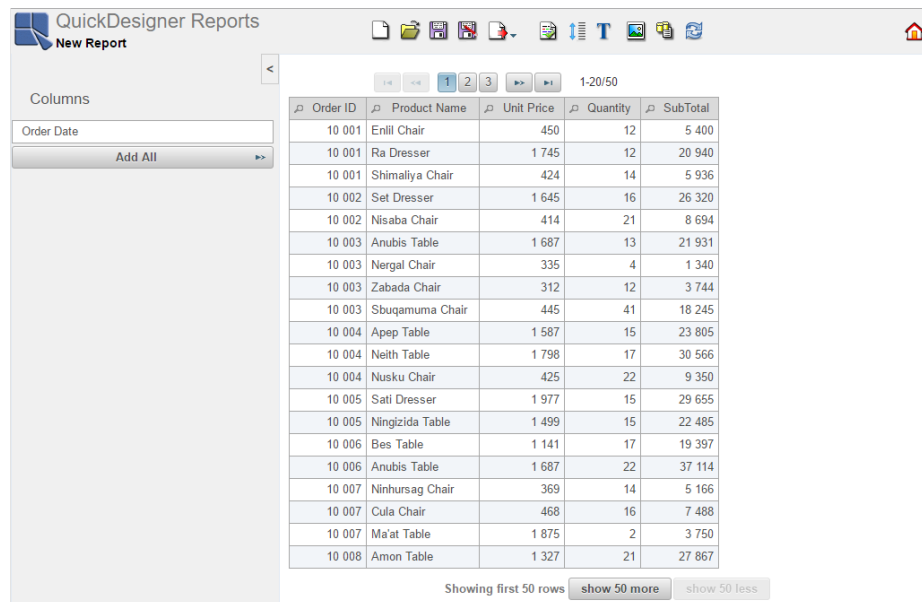 QuickDesigner Reports
New Report
<
Columns
Order Date
Add All
1 2 3 1-20/50
Order ID Product Name Unit Price Quantity SubTotal
10 001 Enlil Chair 450 12 5 400
10 001 Ra Dresser 1 745 12 20 940
10 001 Shimaliya Chair 424 14 5 936
10 002 Set Dresser 1 645 16 26 320
10 002 Nisaba Chair 414 21 8 694
10 003 Anubis Table 1 687 13 21 931
10 003 Nergal Chair 335 4 1 340
10 003 Zabada Chair 312 12 3 744
10 003 Sbuqamuma Chair 445 41 18 245
10 004 Apep Table 1 587 15 23 805
10 004 Neith Table 1 798 17 30 566
10 004 Nusku Chair 425 22 9 350
10 005 Sati Dresser 1 977 15 29 655
10 005 Ningizida Table 1 499 15 22 485
10 006 Bes Table 1 141 17 19 397
10 006 Anubis Table 1 687 22 37 114
10 007 Ninhursag Chair 369 14 5 166
10 007 Cula Chair 468 16 7 488
10 007 Ma'at Table 1 875 2 3 750
10 008 Amon Table 1 327 21 27 867
Showing first 50 rows show 50 more show 50 less